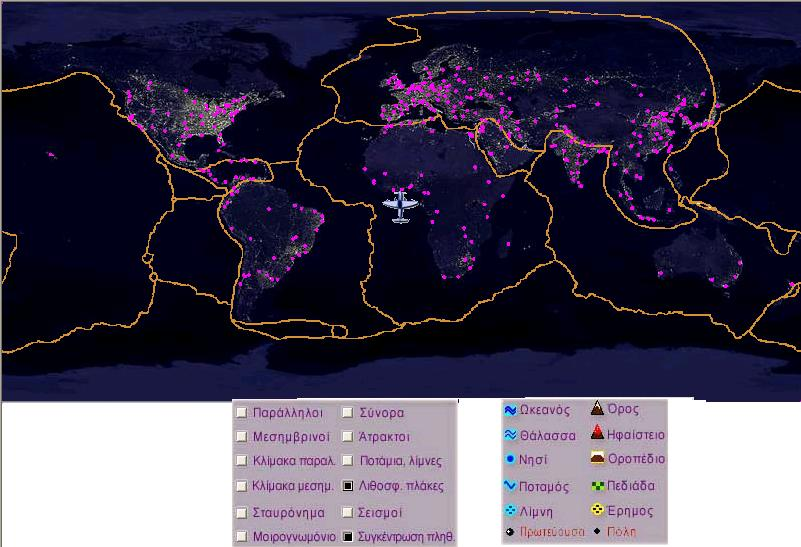 Παράλληλοι
Σύνορα
Μεσημβρινοί
Άτρακτοι
Κλίμακα παραλ.
Ποτάμια, λίμνες
Κλίμακα μεσημ.
Λιθοσφ. πλάκες
Σταυρόνημα
Σεισμοί
Μοιρογνωμόνιο
Συγκέντρωση πληθ.
Ωκεανός
Όρος
Θάλασσα
Ηφαίστειο
Νησί
Οροπέδιο
Ποταμός
Πεδιάδα
Λίμνη
Έρημος
Πρωτεύουσα
Πόλη